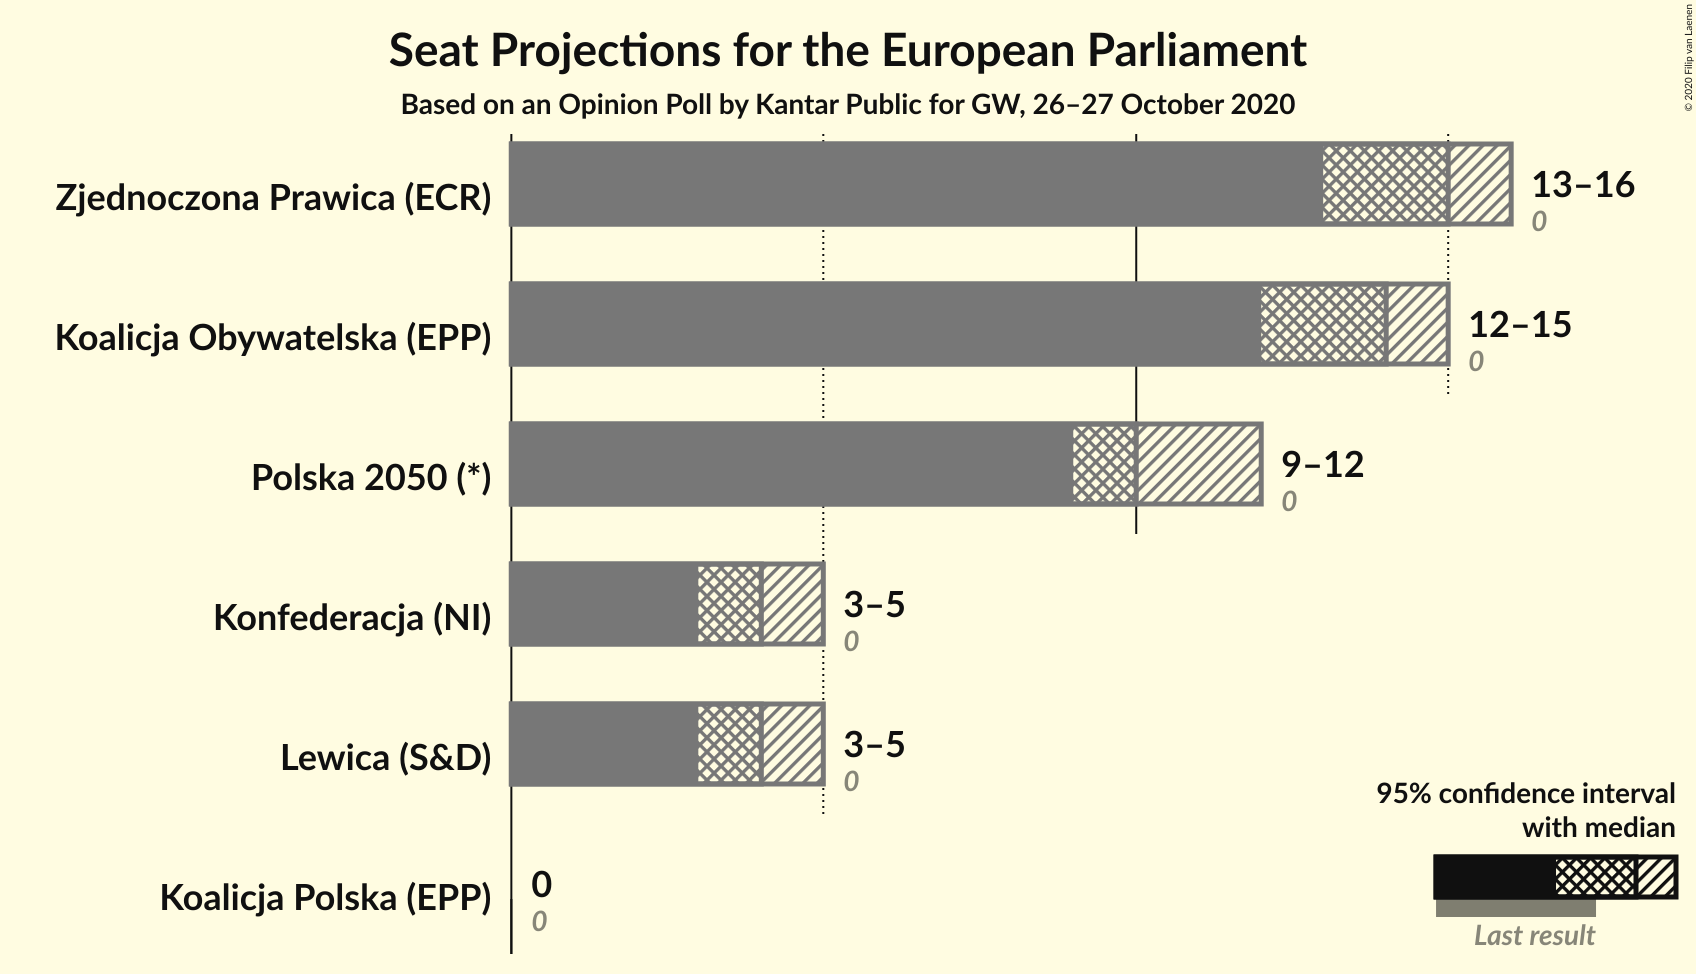 Seat Projections for the European Parliament
Based on an Opinion Poll by Kantar Public for GW, 26–27 October 2020
© 2020 Filip van Laenen
Zjednoczona Prawica (ECR)
13–16
0
Koalicja Obywatelska (EPP)
12–15
0
Polska 2050 (*)
9–12
0
Konfederacja (NI)
3–5
0
Lewica (S&D)
3–5
0
Koalicja Polska (EPP)
0
0
95% confidence interval
with median
Last result